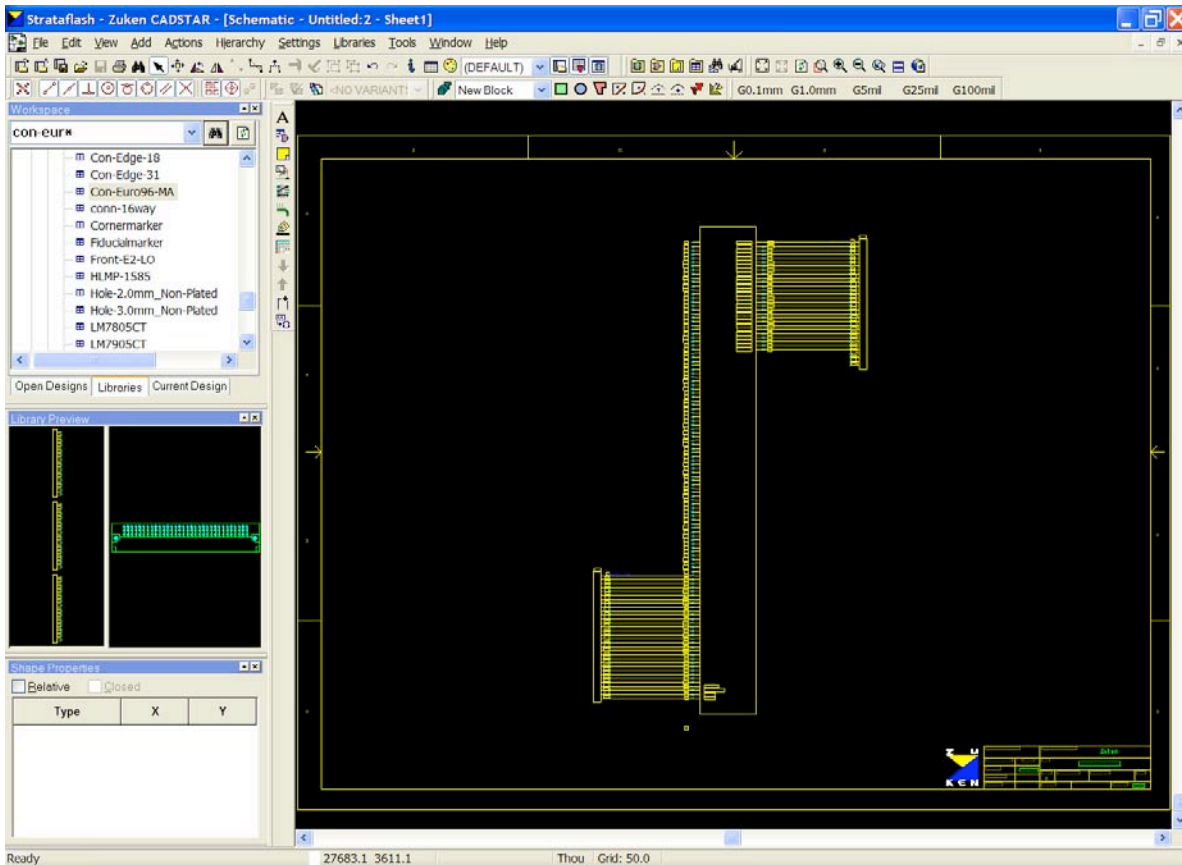 Strataflash - Zuken CADSTAR - [Schematic - Untitled:2 - Sheet1]
File Edit View Add Actions Hierarchy Settings Libraries Tools Window Help
(DEFAULT)
<NO VARIANT> New Block G0.1mm G1.0mm G5mil G25mil G100mil
Workspace
con-eur*
Con-Edge-18
Con-Edge-31
Con-Euro96-MA
conn-16way
Cornermarker
Fiducialmarker
Front-E2-LO
HLMP-1585
Hole-2.0mm_Non-Plated
Hole-3.0mm_Non-Plated
LM7805CT
LM7905CT
Open Designs Libraries Current Design
Library Preview
Shape Properties
Relative Closed
Type X Y
A
Z U
K E N
Zuken
Ready 27683.1 3611.1 Thou Grid: 50.0